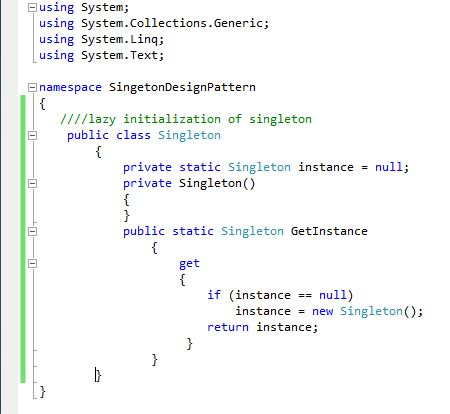 using System;
using System.Collections.Generic;
using System.Linq;
using System.Text;
namespace SingetonDesignPattern
{
////lazy initialization of singleton
public class Singleton
{
private static Singleton instance = null;
private Singleton()
{
}
public static Singleton GetInstance
{
get
{
if (instance == null)
instance = new Singleton();
return instance;
}
}
}
}